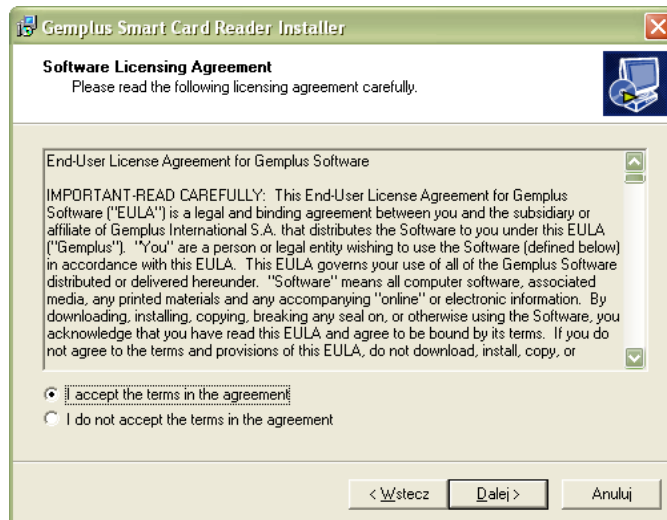 Gemplus Smart Card Reader Installer
Software Licensing Agreement
Please read the following licensing agreement carefully.
End-User License Agreement for Gemplus Software
IMPORTANT-READ CAREFULLY: This End-User License Agreement for Gemplus
Software ("EULA") is a legal and binding agreement between you and the subsidiary or
affiliate of Gemplus International S.A. that distributes the Software to you under this EULA
("Gemplus"). "You" are a person or legal entity wishing to use the Software (defined below)
in accordance with this EULA. This EULA governs your use of all of the Gemplus Software
distributed or delivered hereunder. "Software" means all computer software, associated
media, any printed materials and any accompanying "online" or electronic information. By
downloading, installing, copying, breaking any seal on, or otherwise using the Software, you
acknowledge that you have read this EULA and agree to be bound by its terms. If you do
not agree to the terms and provisions of this EULA, do not download, install, copy, or
I accept the terms in the agreement
I do not accept the terms in the agreement
< Wstecz Dalej > Anuluj